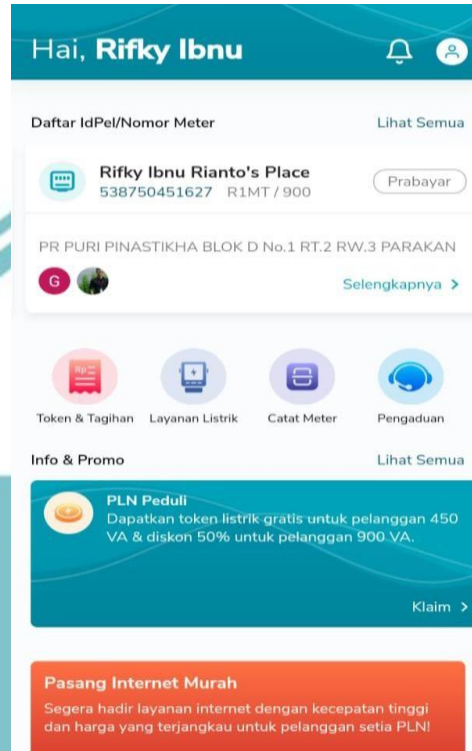 Hai, Rifky Ibnu
Daftar IdPel/Nomor Meter Lihat Semua
Rifky Ibnu Rianto's Place
538750451627 R1MT / 900
Prabayar
PR PURI PINASTIKHA BLOK D No.1 RT.2 RW.3 PARAKAN
G
Selengkapnya >
Rp
Token & Tagihan Layanan Listrik Catat Meter Pengaduan
Info & Promo Lihat Semua
PLN Peduli
Dapatkan token listrik gratis untuk pelanggan 450
VA & diskon 50% untuk pelanggan 900 VA.
Klaim >
Pasang Internet Murah
Segera hadir layanan internet dengan kecepatan tinggi
dan harga yang terjangkau untuk pelanggan setia PLN!